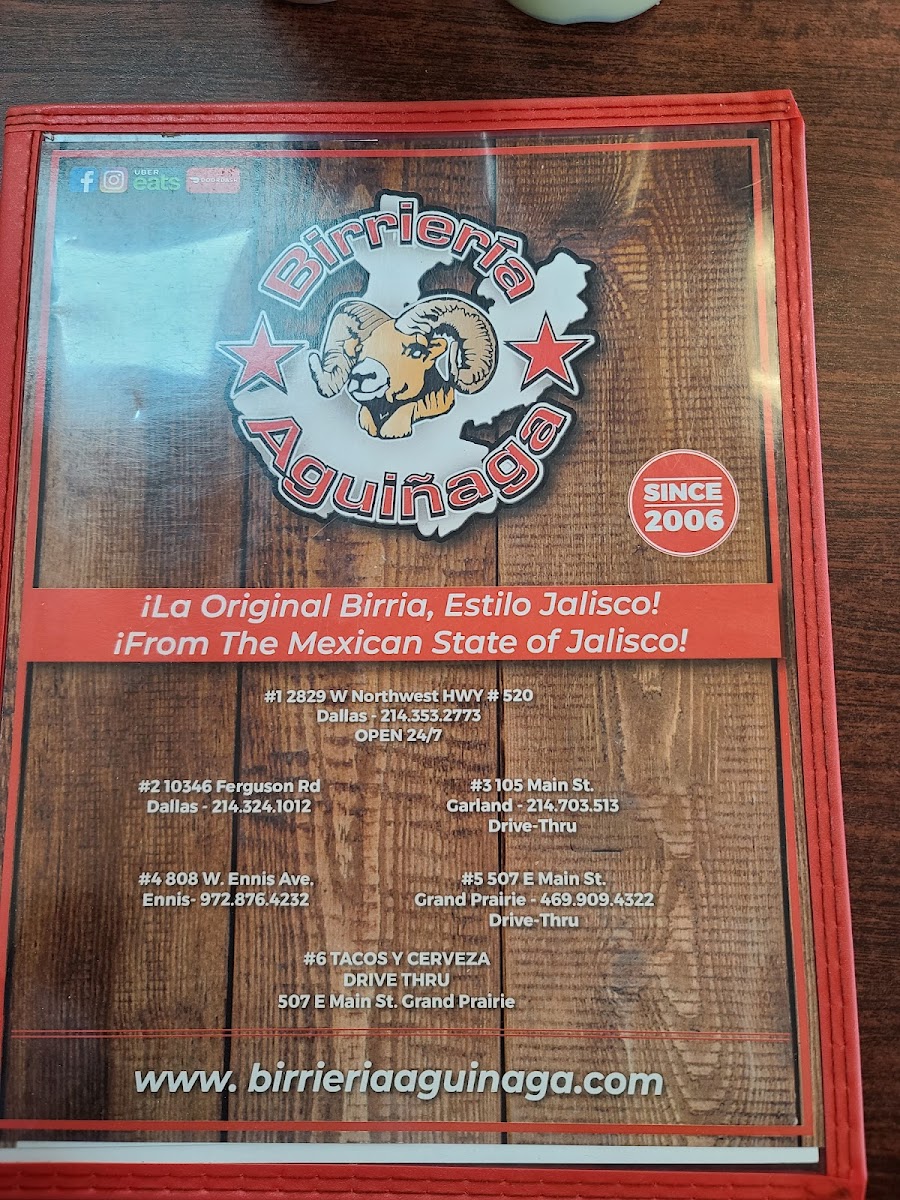 UBER
eats
DOORDASH
Birriería
Aguiñaga
SINCE
2006
¡La Original Birria, Estilo Jalisco!
¡From The Mexican State of Jalisco!
#1 2829 W Northwest HWY # 520
Dallas - 214.353.2773
OPEN 24/7
#2 10346 Ferguson Rd
Dallas - 214.324.1012
#3 105 Main St.
Garland - 214.703.513
Drive-Thru
#4 808 W. Ennis Ave.
Ennis- 972.876.4232
#5 507 E Main St.
Grand Prairie - 469.909.4322
Drive-Thru
#6 TACOS Y CERVEZA
DRIVE THRU
507 E Main St. Grand Prairie
www. birrieriaaguinaga.com